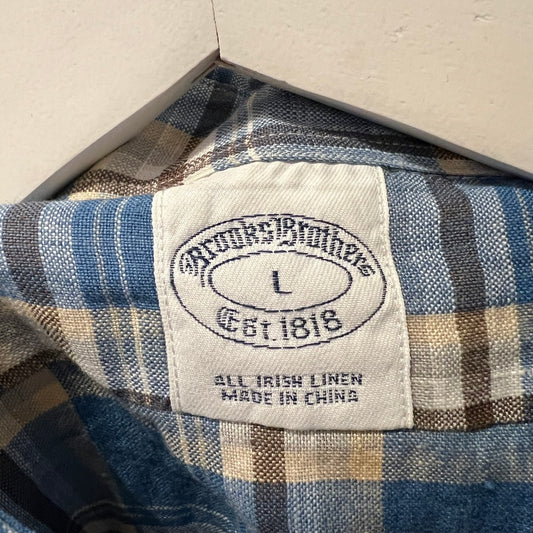 Brooks Brothers
L
Est. 1818
ALL IRISH LINEN
MADE IN CHINA